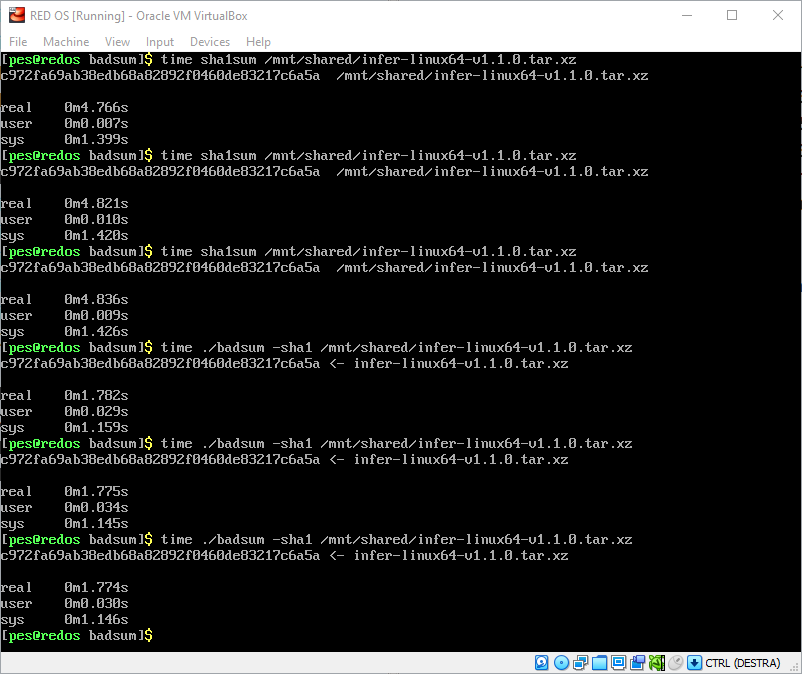 RED OS [Running] - Oracle VM VirtualBox
File Machine View Input Devices Help
[pes@redos badsum]$ time sha1sum /mnt/shared/infer-linux64-v1.1.0.tar.xz
c972fa69ab38edb68a82892f0460de83217c6a5a  /mnt/shared/infer-linux64-v1.1.0.tar.xz
real    0m4.766s
user    0m0.007s
sys     0m1.399s
[pes@redos badsum]$ time sha1sum /mnt/shared/infer-linux64-v1.1.0.tar.xz
c972fa69ab38edb68a82892f0460de83217c6a5a  /mnt/shared/infer-linux64-v1.1.0.tar.xz
real    0m4.821s
user    0m0.010s
sys     0m1.420s
[pes@redos badsum]$ time sha1sum /mnt/shared/infer-linux64-v1.1.0.tar.xz
c972fa69ab38edb68a82892f0460de83217c6a5a  /mnt/shared/infer-linux64-v1.1.0.tar.xz
real    0m4.836s
user    0m0.009s
sys     0m1.426s
[pes@redos badsum]$ time ./badsum -sha1 /mnt/shared/infer-linux64-v1.1.0.tar.xz
c972fa69ab38edb68a82892f0460de83217c6a5a <- infer-linux64-v1.1.0.tar.xz
real    0m1.782s
user    0m0.029s
sys     0m1.159s
[pes@redos badsum]$ time ./badsum -sha1 /mnt/shared/infer-linux64-v1.1.0.tar.xz
c972fa69ab38edb68a82892f0460de83217c6a5a <- infer-linux64-v1.1.0.tar.xz
real    0m1.775s
user    0m0.034s
sys     0m1.145s
[pes@redos badsum]$ time ./badsum -sha1 /mnt/shared/infer-linux64-v1.1.0.tar.xz
c972fa69ab38edb68a82892f0460de83217c6a5a <- infer-linux64-v1.1.0.tar.xz
real    0m1.774s
user    0m0.030s
sys     0m1.146s
[pes@redos badsum]$
CTRL (DESTRA)